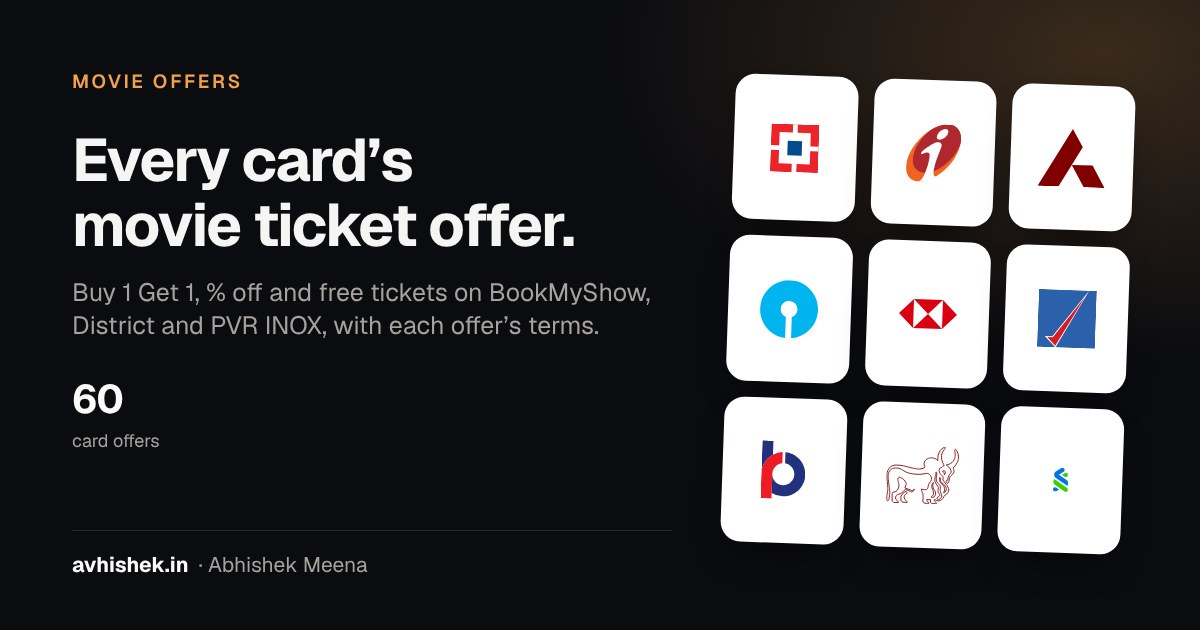 MOVIE OFFERS
Every card’s
movie ticket offer.
Buy 1 Get 1, % off and free tickets on BookMyShow,
District and PVR INOX, with each offer’s terms.
60
card offers
avhishek.in · Abhishek Meena